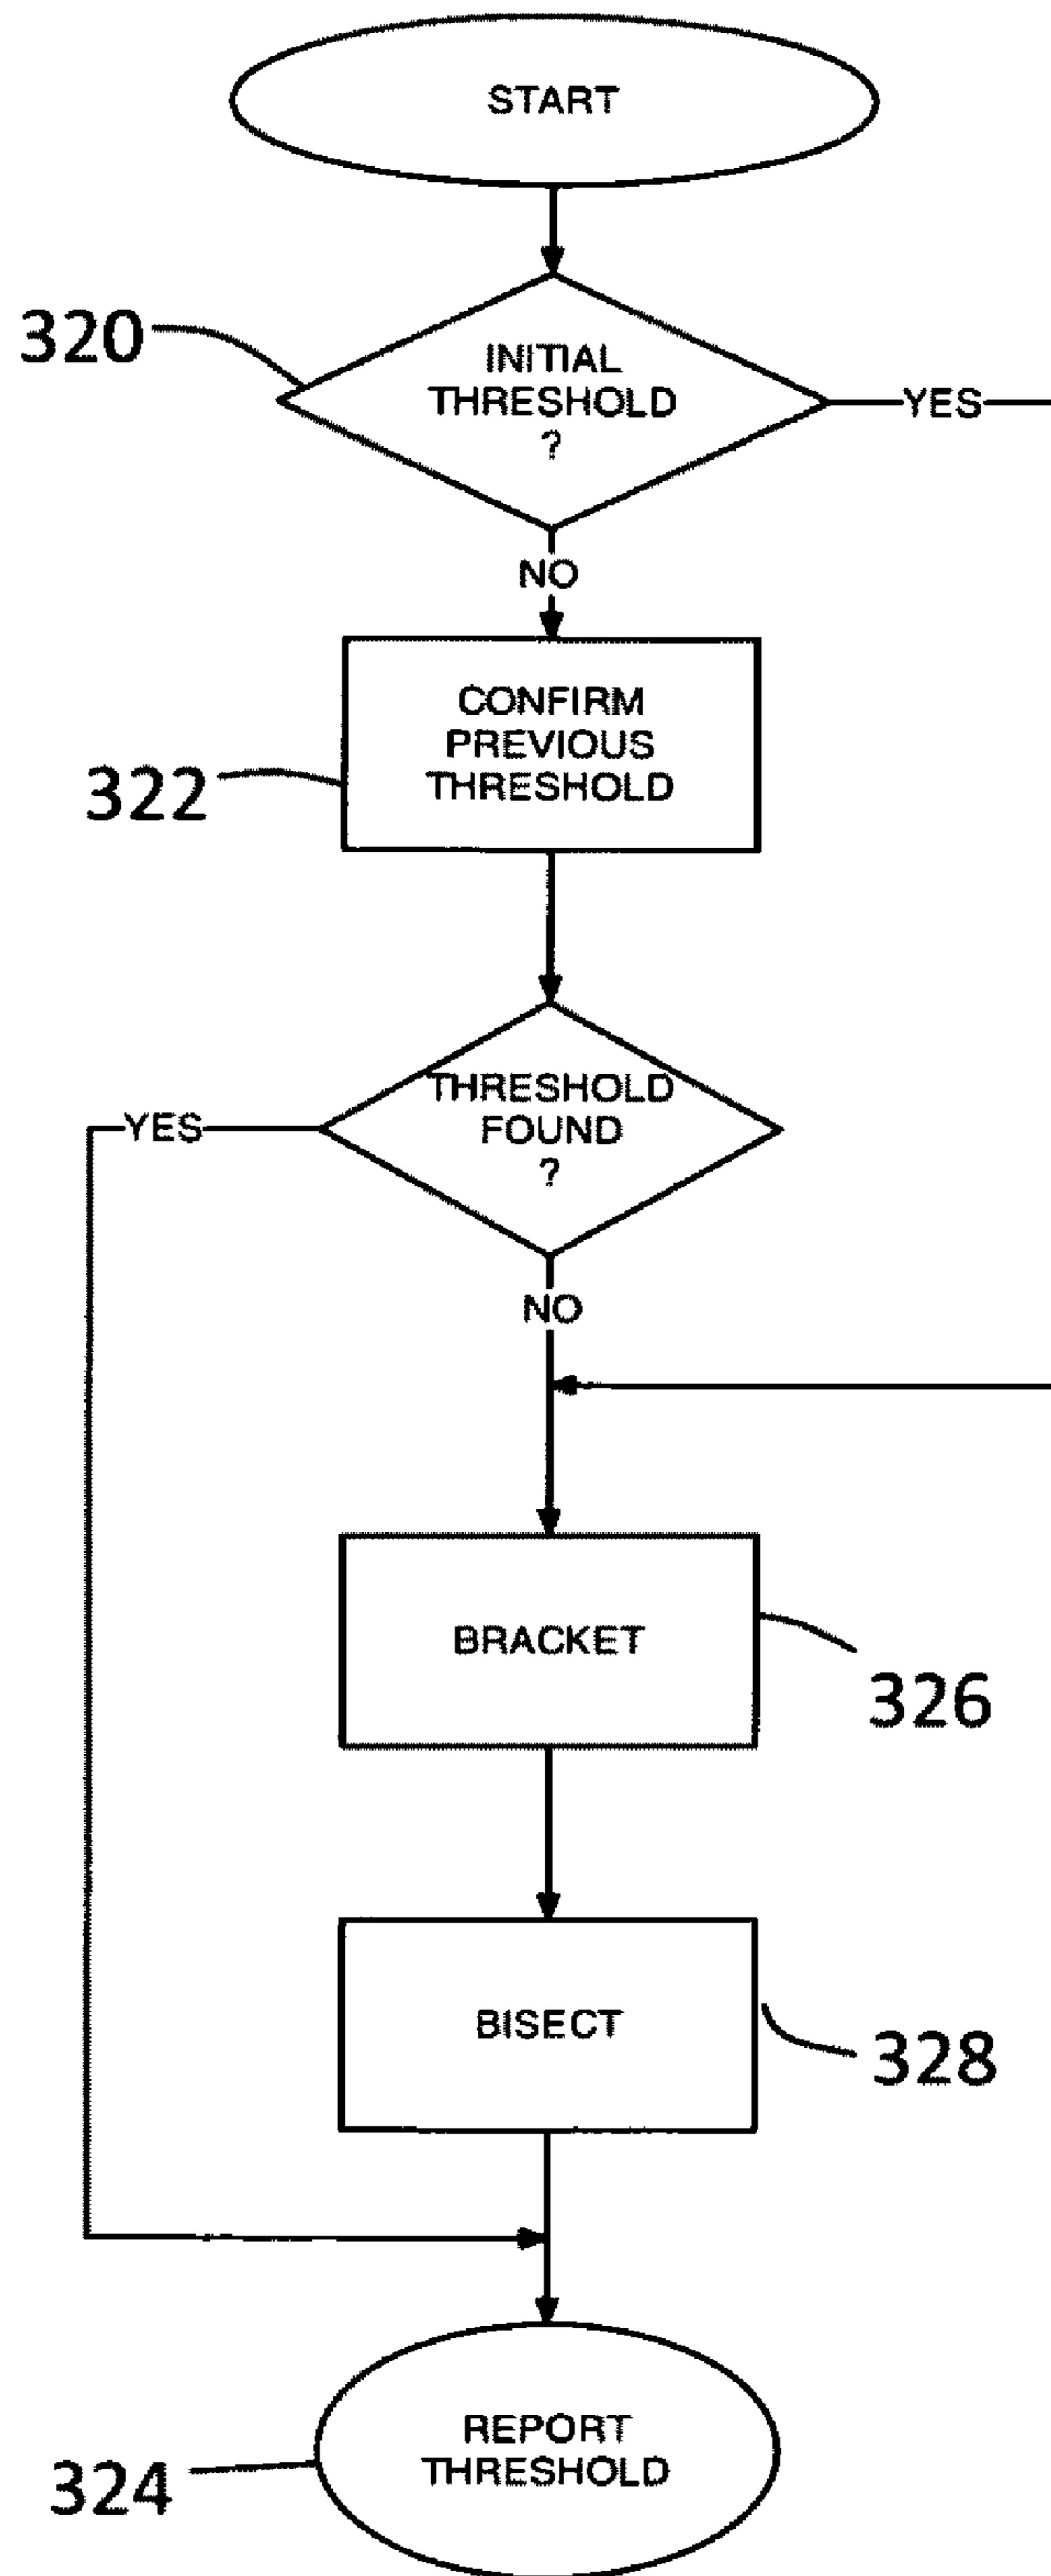 START
320
INITIAL
THRESHOLD
?
YES
NO
CONFIRM
PREVIOUS
THRESHOLD
322
THRESHOLD
FOUND
?
YES
NO
BRACKET
326
BISECT
328
REPORT
THRESHOLD
324